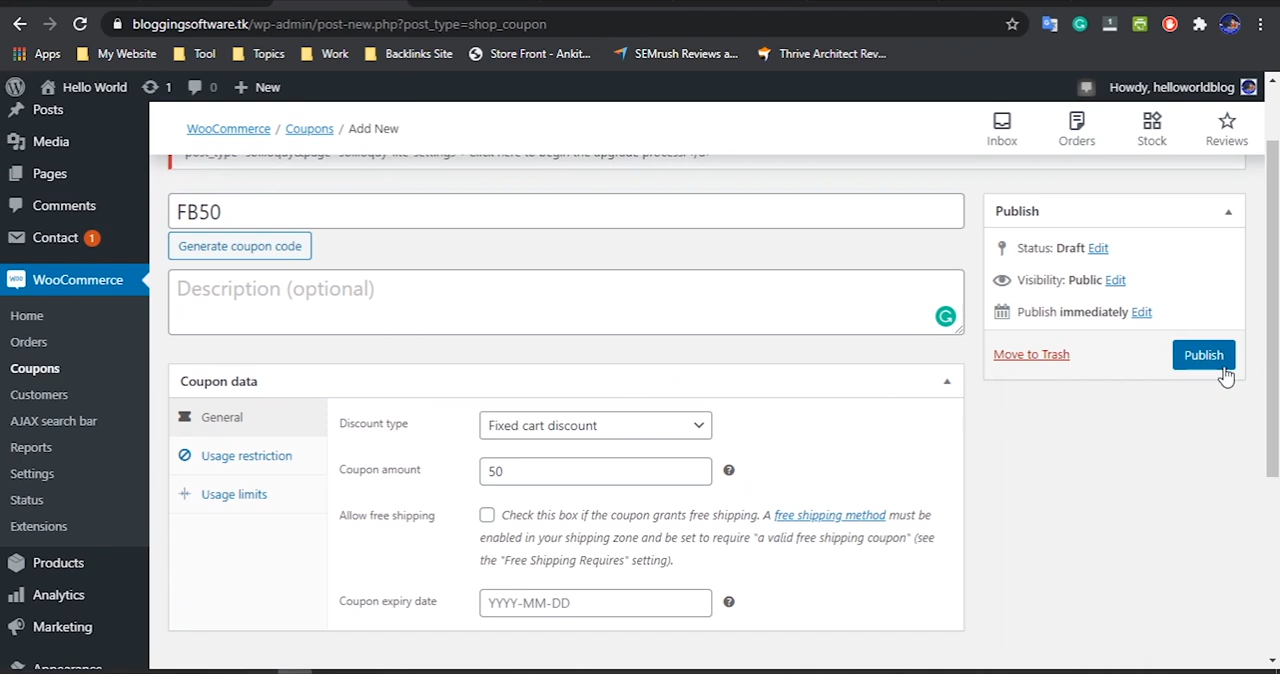 bloggingsoftware.tk/wp-admin/post-new.php?post_type=shop_coupon
Apps My Website Tool Topics Work Backlinks Site Store Front - Ankit... SEMrush Reviews a... Thrive Architect Rev...
Hello World 1 0 + New Howdy, helloworldblog
Posts
Media
Pages
Comments
Contact 1
WooCommerce
Home
Orders
Coupons
Customers
AJAX search bar
Reports
Settings
Status
Extensions
Products
Analytics
Marketing
Appearance
WooCommerce / Coupons / Add New
Inbox Orders Stock Reviews
FB50
Generate coupon code
Description (optional)
Coupon data
General
Usage restriction
Usage limits
Discount type Fixed cart discount
Coupon amount 50
Allow free shipping Check this box if the coupon grants free shipping. A free shipping method must be
enabled in your shipping zone and be set to require "a valid free shipping coupon" (see
the "Free Shipping Requires" setting).
Coupon expiry date YYYY-MM-DD
Publish
Status: Draft Edit
Visibility: Public Edit
Publish immediately Edit
Move to Trash Publish